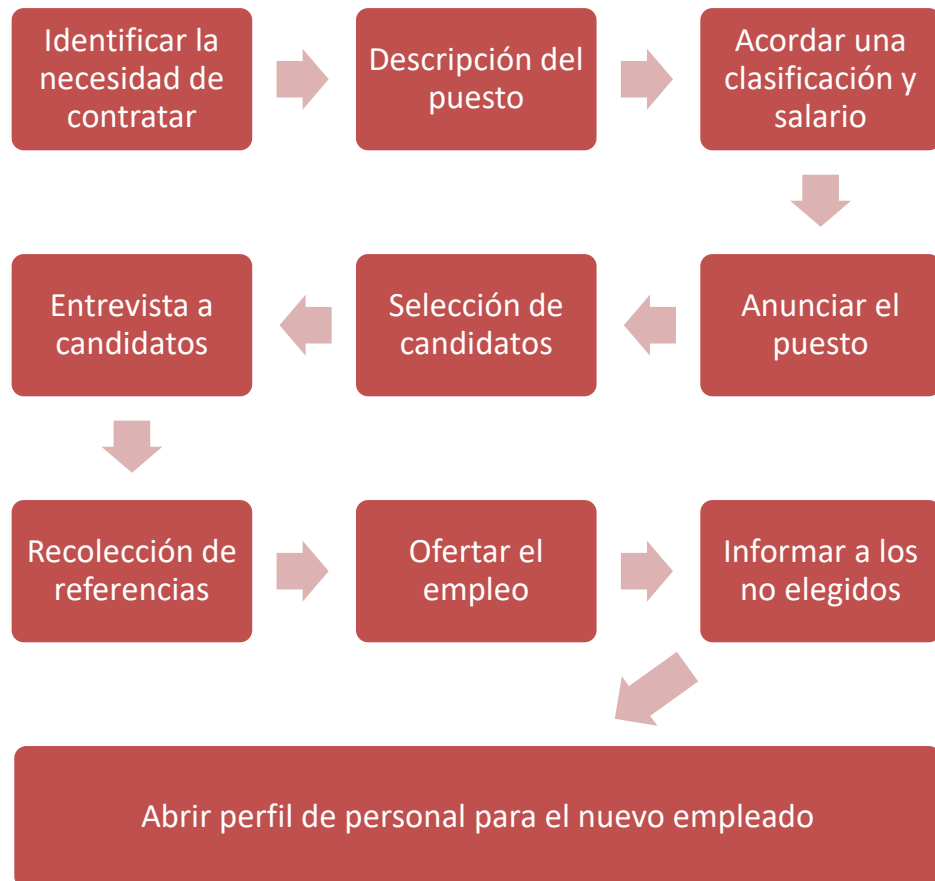 Identificar la
necesidad de
contratar
Descripción del
puesto
Acordar una
clasificación y
salario
Anunciar el
puesto
Selección de
candidatos
Entrevista a
candidatos
Recolección de
referencias
Ofertar el
empleo
Informar a los
no elegidos
Abrir perfil de personal para el nuevo empleado